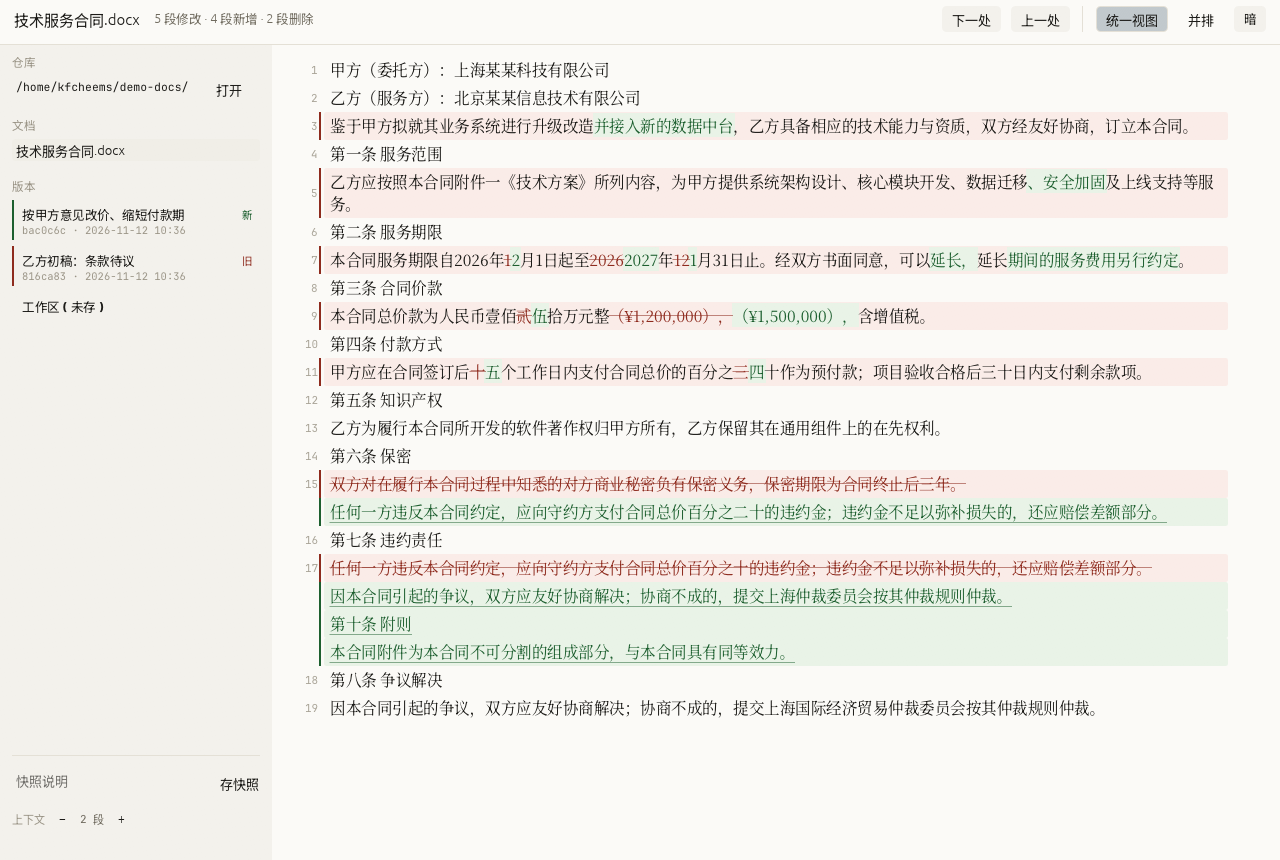 技术服务合同.docx 5 段修改 · 4 段新增 · 2 段删除 下一处 上一处 统一视图 并排 暗
仓库
/home/kfcheems/demo-docs/ 打开
文档
技术服务合同.docx
版本
按甲方意见改价、缩短付款期 新
bac0c6c · 2026-11-12 10:36
乙方初稿：条款待议 旧
816ca83 · 2026-11-12 10:36
工作区 ( 未存 )
快照说明 存快照
上下文 − 2 段 +
1 甲方（委托方）：上海某某科技有限公司
2 乙方（服务方）：北京某某信息技术有限公司
3 鉴于甲方拟就其业务系统进行升级改造并接入新的数据中台，乙方具备相应的技术能力与资质，双方经友好协商，订立本合同。
4 第一条 服务范围
5 乙方应按照本合同附件一《技术方案》所列内容，为甲方提供系统架构设计、核心模块开发、数据迁移、安全加固及上线支持等服
务。
6 第二条 服务期限
7 本合同服务期限自2026年12月1日起至20262027年121月31日止。经双方书面同意，可以延长，延长期间的服务费用另行约定。
8 第三条 合同价款
9 本合同总价款为人民币壹佰贰伍拾万元整（¥1,200,000），（¥1,500,000），含增值税。
10 第四条 付款方式
11 甲方应在合同签订后十五个工作日内支付合同总价的百分之三四十作为预付款；项目验收合格后三十日内支付剩余款项。
12 第五条 知识产权
13 乙方为履行本合同所开发的软件著作权归甲方所有，乙方保留其在通用组件上的在先权利。
14 第六条 保密
15 双方对在履行本合同过程中知悉的对方商业秘密负有保密义务，保密期限为合同终止后三年。
任何一方违反本合同约定，应向守约方支付合同总价百分之二十的违约金；违约金不足以弥补损失的，还应赔偿差额部分。
16 第七条 违约责任
17 任何一方违反本合同约定，应向守约方支付合同总价百分之十的违约金；违约金不足以弥补损失的，还应赔偿差额部分。
因本合同引起的争议，双方应友好协商解决；协商不成的，提交上海仲裁委员会按其仲裁规则仲裁。
第十条 附则
本合同附件为本合同不可分割的组成部分，与本合同具有同等效力。
18 第八条 争议解决
19 因本合同引起的争议，双方应友好协商解决；协商不成的，提交上海国际经济贸易仲裁委员会按其仲裁规则仲裁。